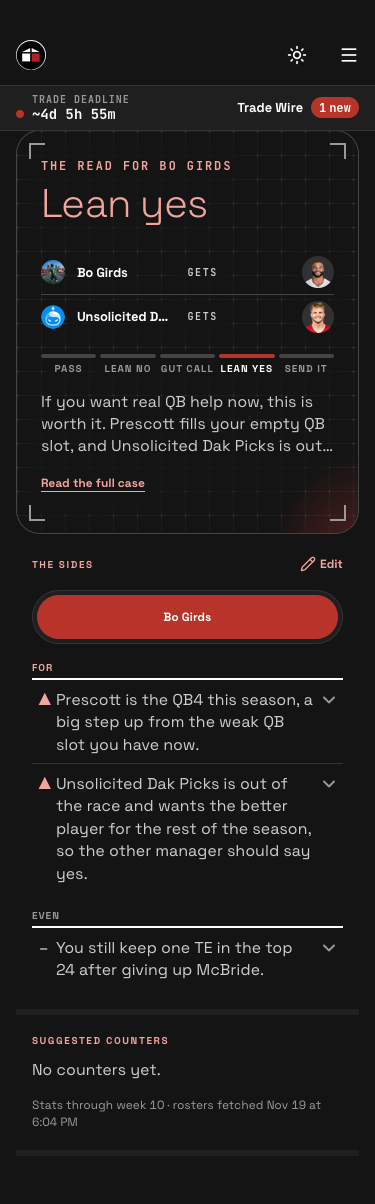 TRADE DEADLINE
~4d 5h 55m
Trade Wire
1 new
THE READ FOR BO GIRDS
Lean yes
Bo Girds GETS
Unsolicited D... GETS
PASS LEAN NO GUT CALL LEAN YES SEND IT
If you want real QB help now, this is
worth it. Prescott fills your empty QB
slot, and Unsolicited Dak Picks is out...
Read the full case
THE SIDES
Edit
Bo Girds
FOR
Prescott is the QB4 this season, a
big step up from the weak QB
slot you have now.
Unsolicited Dak Picks is out of
the race and wants the better
player for the rest of the season,
so the other manager should say
yes.
EVEN
– You still keep one TE in the top
24 after giving up McBride.
SUGGESTED COUNTERS
No counters yet.
Stats through week 10 · rosters fetched Nov 19 at
6:04 PM